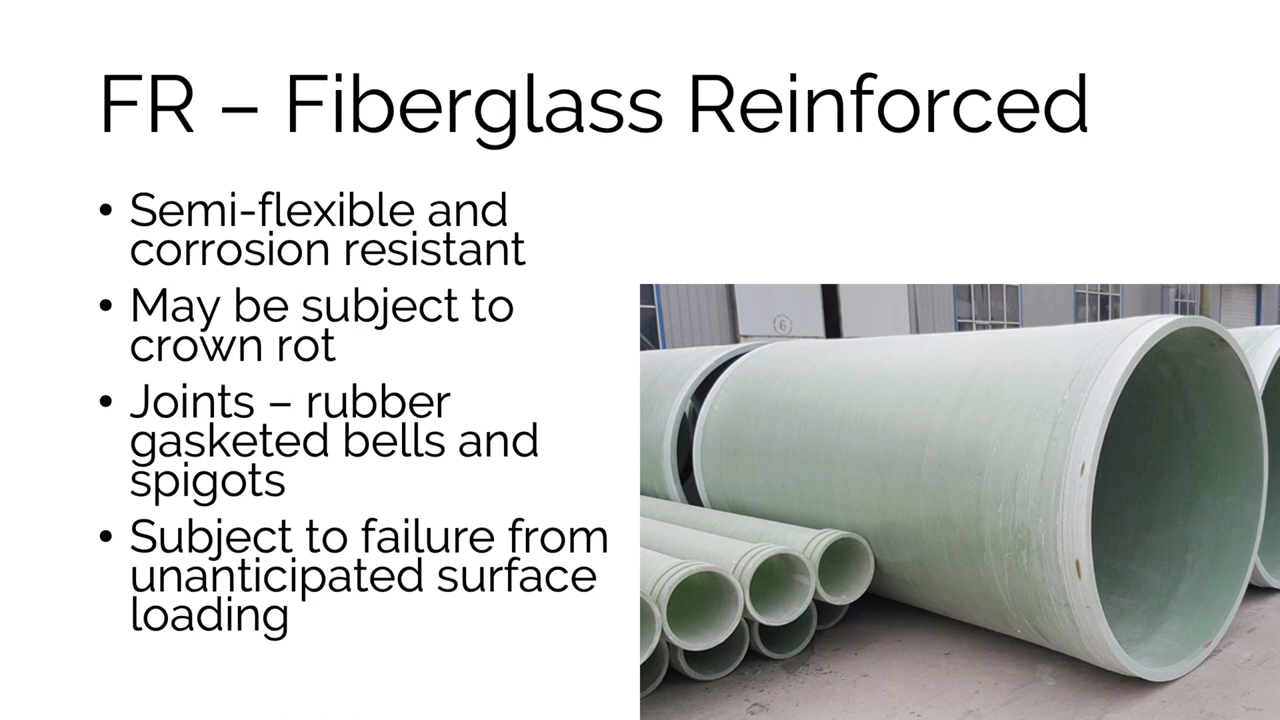 FR – Fiberglass Reinforced
• Semi-flexible and
corrosion resistant
• May be subject to
crown rot
• Joints – rubber
gasketed bells and
spigots
• Subject to failure from
unanticipated surface
loading
6